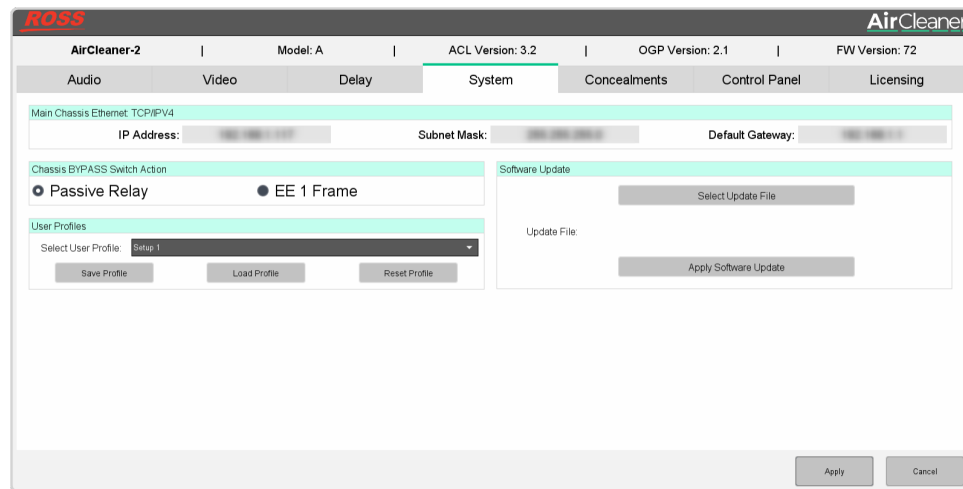 ROSS
AirCleaner
AirCleaner-2 | Model: A | ACL Version: 3.2 | OGP Version: 2.1 | FW Version: 72
Audio Video Delay System Concealments Control Panel Licensing
Main Chassis Ethernet: TCP/IPV4
IP Address: Subnet Mask: Default Gateway:
Chassis BYPASS Switch Action
Passive Relay EE 1 Frame
User Profiles
Select User Profile: Setup 1
Save Profile Load Profile Reset Profile
Software Update
Select Update File
Update File:
Apply Software Update
Apply Cancel